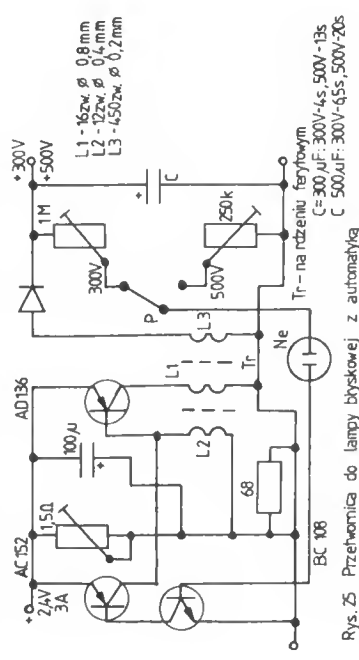 +300V
+500V
1M
C
+
300V
500V
250k
P
L3
L1
Tr
L2
Ne
AD136
100µ
+
AC152
1,5Ω
+
2,4V
3A
68
BC 108
L1 - 16zw. ø 0,8mm
L2 - 12zw. ø 0,4mm
L3 - 450zw. ø 0,2mm
Tr - na rdzeniu ferytowym
C = 300µF: 300V-4s, 500V-13s
C 500µF: 300V-6,5s, 500V-20s
Rys. 25 Przetwornica do lampy błyskowej z automatyką